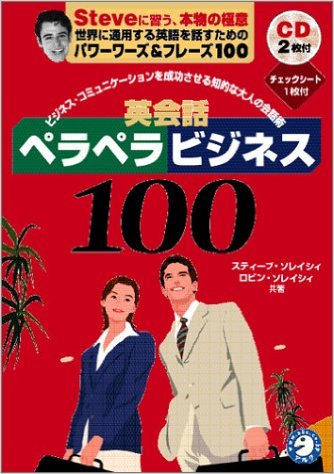 Steveに習う、本物の極意
世界に通用する英語を話すための
パワーワーズ&フレーズ100
CD
2枚付
チェックシート
1枚付
ビジネス・コミュニケーションを成功させる知的な大人の会話術
英会話
ペラペラビジネス
100
スティーブ・ソレイシィ
ロビン・ソレイシィ
共著